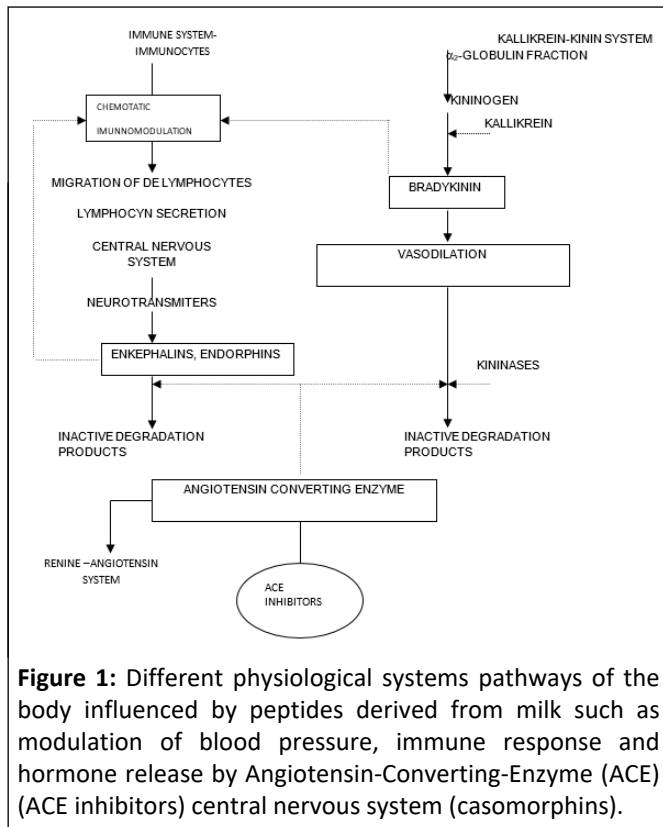 IMMUNE SYSTEM-
IMMUNOCYTES
KALLIKREIN-KININ SYSTEM
α₂-GLOBULIN FRACTION
CHEMOTATIC
IMUNNOMODULATION
KININOGEN
KALLIKREIN
MIGRATION OF DE LYMPHOCYTES
BRADYKININ
LYMPHOCYN SECRETION
CENTRAL NERVOUS
SYSTEM
VASODILATION
NEUROTRANSMITERS
ENKEPHALINS, ENDORPHINS
KININASES
INACTIVE DEGRADATION
PRODUCTS
INACTIVE DEGRADATION
PRODUCTS
ANGIOTENSIN CONVERTING ENZYME
RENINE –ANGIOTENSIN
SYSTEM
ACE
INHIBITORS
Figure 1: Different physiological systems pathways of the
body influenced by peptides derived from milk such as
modulation of blood pressure, immune response and
hormone release by Angiotensin-Converting-Enzyme (ACE)
(ACE inhibitors) central nervous system (casomorphins).